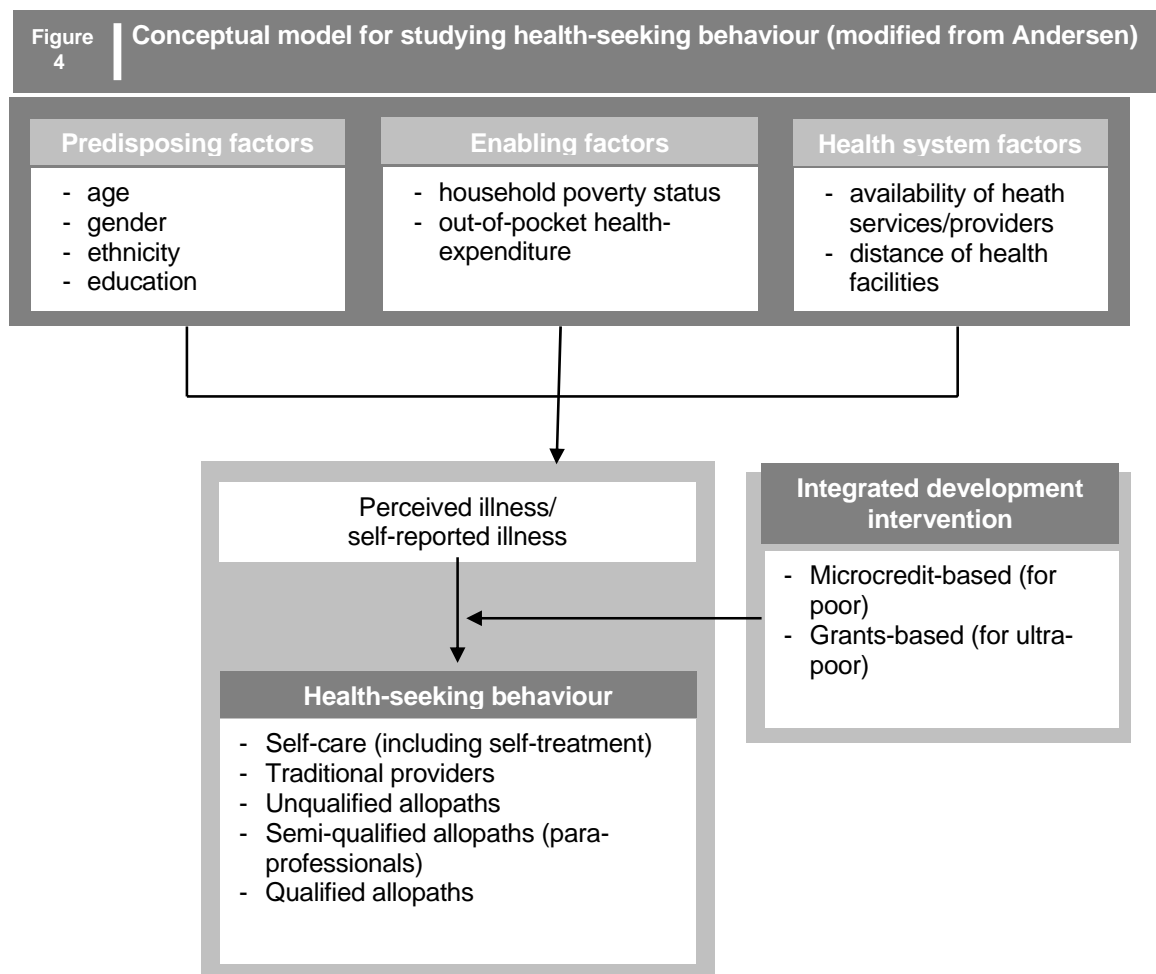 Figure
4
Conceptual model for studying health-seeking behaviour (modified from Andersen)
Predisposing factors
- age
- gender
- ethnicity
- education
Enabling factors
- household poverty status
- out-of-pocket health-
expenditure
Health system factors
- availability of heath
services/providers
- distance of health
facilities
Perceived illness/
self-reported illness
Integrated development
intervention
- Microcredit-based (for
poor)
- Grants-based (for ultra-
poor)
Health-seeking behaviour
- Self-care (including self-treatment)
- Traditional providers
- Unqualified allopaths
- Semi-qualified allopaths (para-
professionals)
- Qualified allopaths